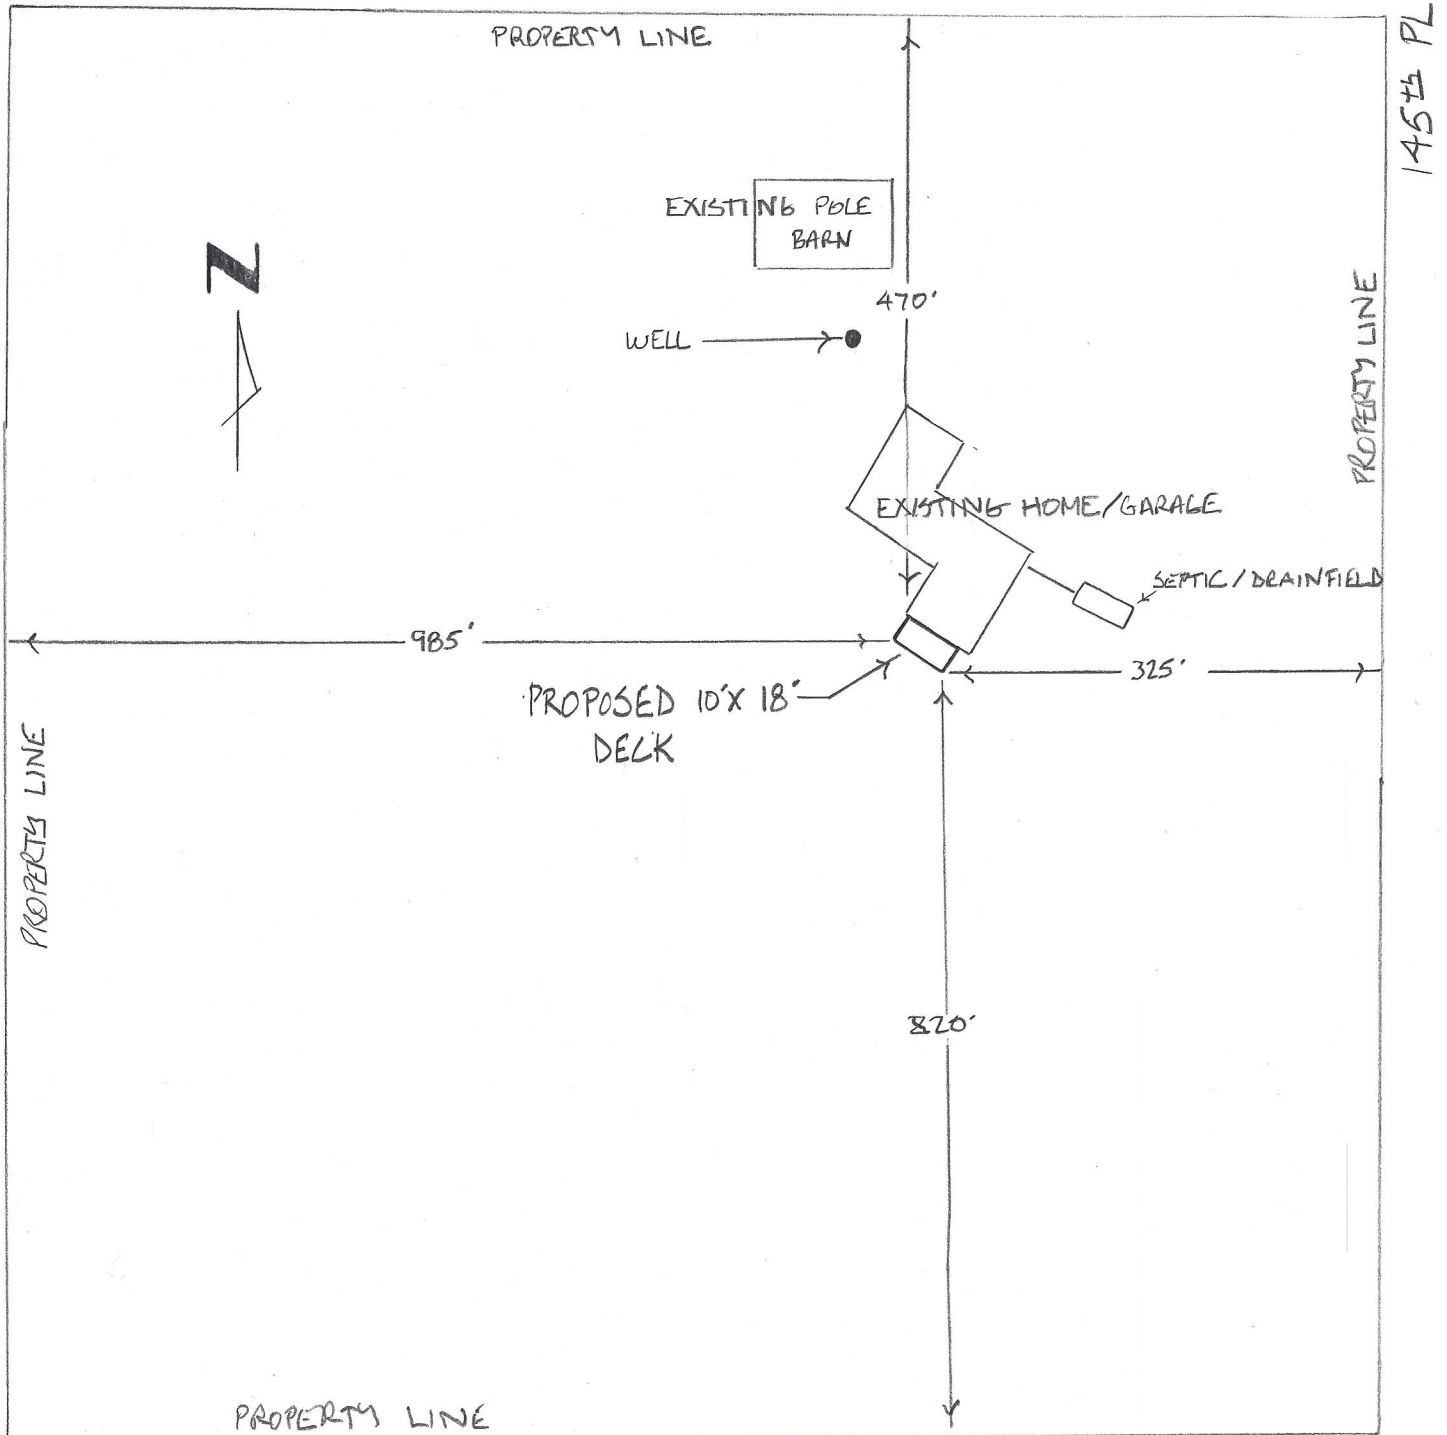 PROPERTY LINE
145th PL
EXISTING POLE
BARN
N
470'
WELL
PROPERTY LINE
EXISTING HOME/GARAGE
SEPTIC/DRAINFIELD
985'
325'
PROPOSED 10'X 18'
DECK
PROPERTY LINE
820'
PROPERTY LINE